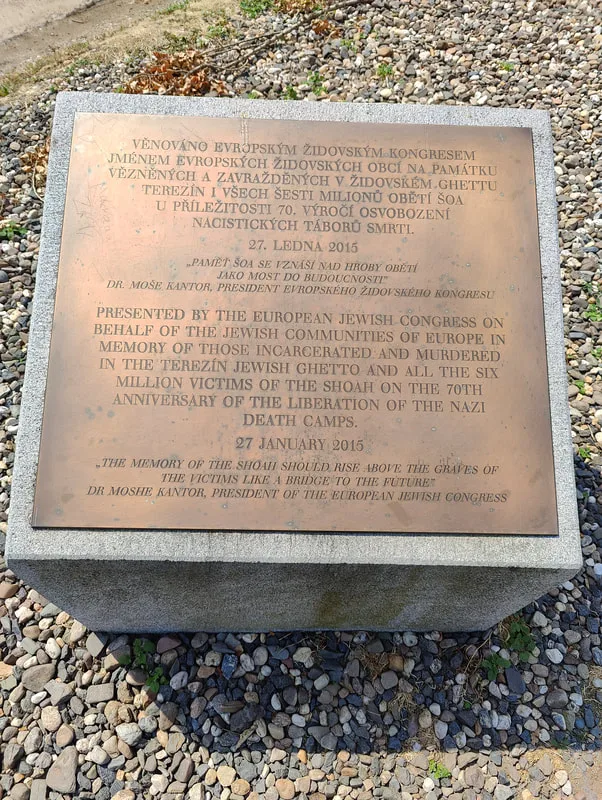 VĚNOVÁNO EVROPSKÝM ŽIDOVSKÝM KONGRESEM
JMÉNEM EVROPSKÝCH ŽIDOVSKÝCH OBCÍ NA PAMÁTKU
VĚZNĚNÝCH A ZAVRAŽDĚNÝCH V ŽIDOVSKÉM GHETTU
TEREZÍN I VŠECH ŠESTI MILIONŮ OBĚTÍ ŠOA
U PŘÍLEŽITOSTI 70. VÝROČÍ OSVOBOZENÍ
NACISTICKÝCH TÁBORŮ SMRTI.
27. LEDNA 2015
„PAMĚŤ ŠOA SE VZNÁŠÍ NAD HROBY OBĚTÍ
JAKO MOST DO BUDOUCNOSTI"
DR. MOŠE KANTOR, PRESIDENT EVROPSKÉHO ŽIDOVSKÉHO KONGRESU
PRESENTED BY THE EUROPEAN JEWISH CONGRESS ON
BEHALF OF THE JEWISH COMMUNITIES OF EUROPE IN
MEMORY OF THOSE INCARCERATED AND MURDERED
IN THE TEREZÍN JEWISH GHETTO AND ALL THE SIX
MILLION VICTIMS OF THE SHOAH ON THE 70TH
ANNIVERSARY OF THE LIBERATION OF THE NAZI
DEATH CAMPS.
27 JANUARY 2015
„THE MEMORY OF THE SHOAH SHOULD RISE ABOVE THE GRAVES OF
THE VICTIMS LIKE A BRIDGE TO THE FUTURE"
DR MOSHE KANTOR, PRESIDENT OF THE EUROPEAN JEWISH CONGRESS